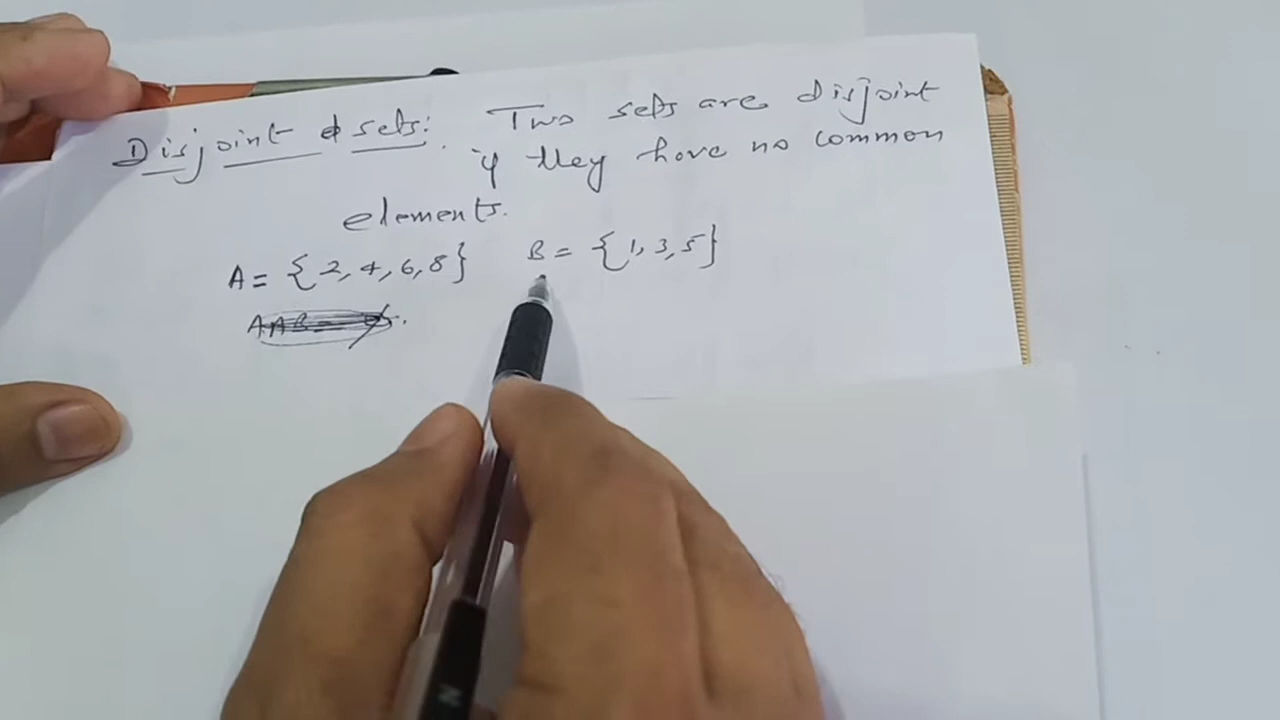 Disjoint sets: Two sets are disjoint
if they have no common
elements.
A = {2, 4, 6, 8} B = {1, 3, 5}
A∩B = ∅.